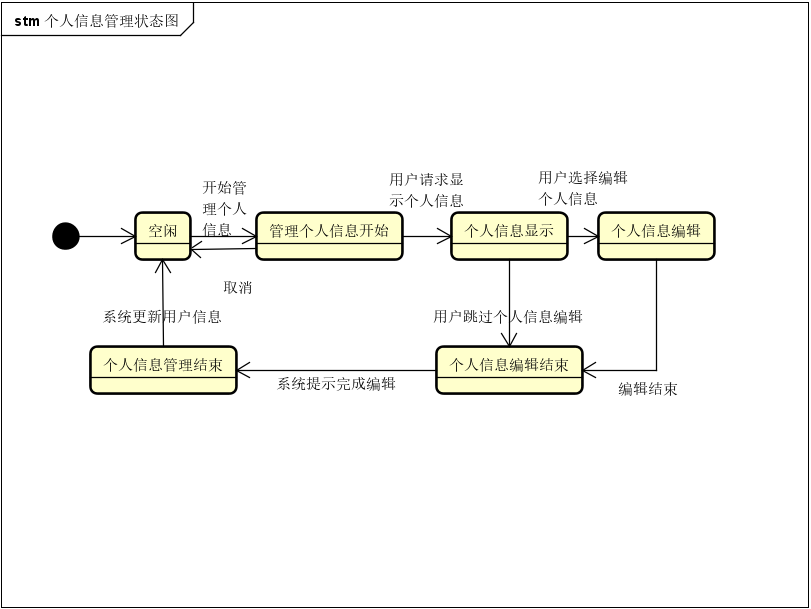 stm 个人信息管理状态图
用户选择编辑
个人信息
用户请求显
示个人信息
开始管
理个人
信息
空闲
管理个人信息开始
个人信息显示
个人信息编辑
取消
系统更新用户信息
用户跳过个人信息编辑
个人信息管理结束
个人信息编辑结束
系统提示完成编辑
编辑结束